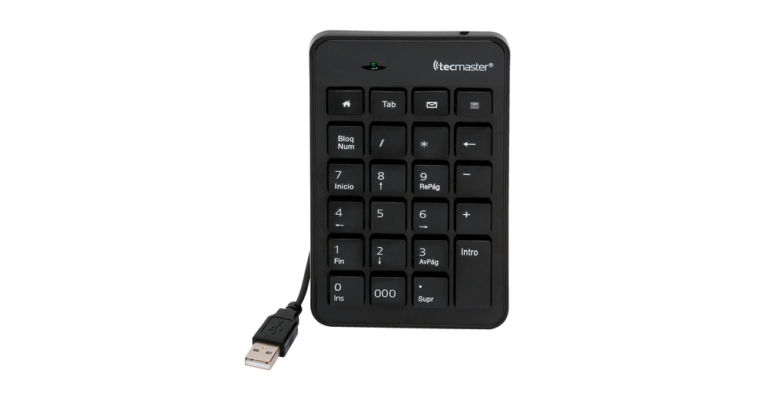 tecmaster®
Tab
Bloq
Num
/
*
←
7
Inicio
8
↑
9
RePág
−
4
←
5
6
→
+
1
Fin
2
↓
3
AvPág
Intro
0
Ins
000
.
Supr